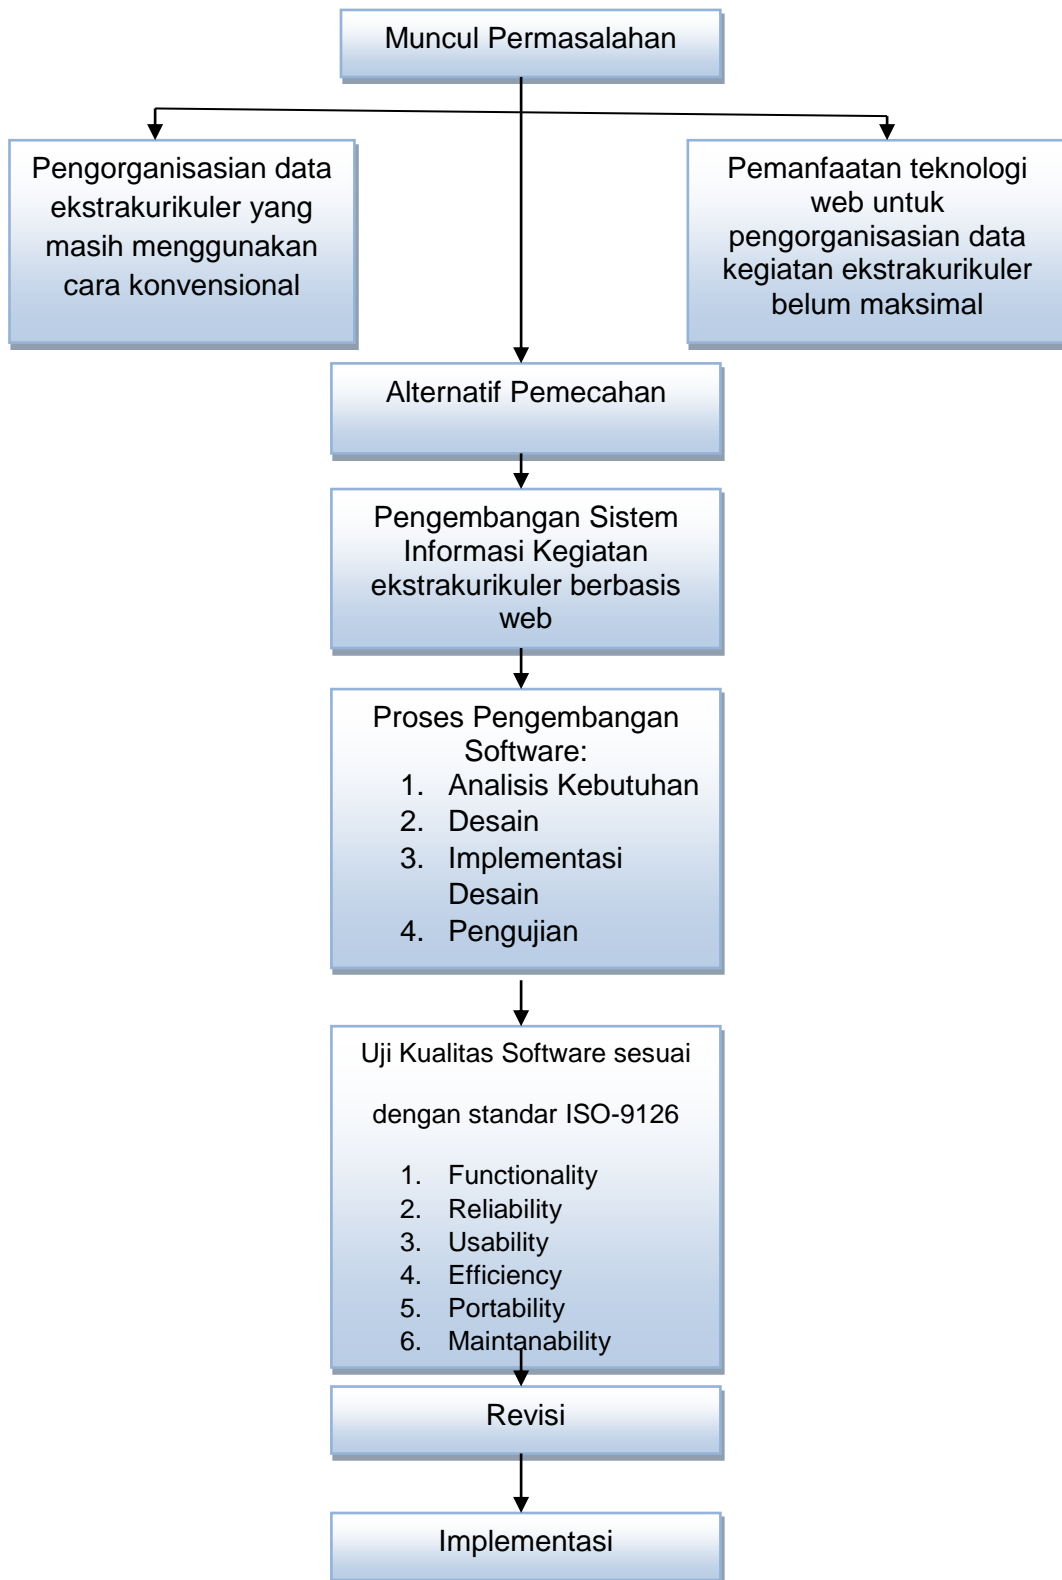 Muncul Permasalahan
Pengorganisasian data
ekstrakurikuler yang
masih menggunakan
cara konvensional
Pemanfaatan teknologi
web untuk
pengorganisasian data
kegiatan ekstrakurikuler
belum maksimal
Alternatif Pemecahan
Pengembangan Sistem
Informasi Kegiatan
ekstrakurikuler berbasis
web
Proses Pengembangan
Software:
1. Analisis Kebutuhan
2. Desain
3. Implementasi
Desain
4. Pengujian
Uji Kualitas Software sesuai
dengan standar ISO-9126
1. Functionality
2. Reliability
3. Usability
4. Efficiency
5. Portability
6. Maintanability
Revisi
Implementasi